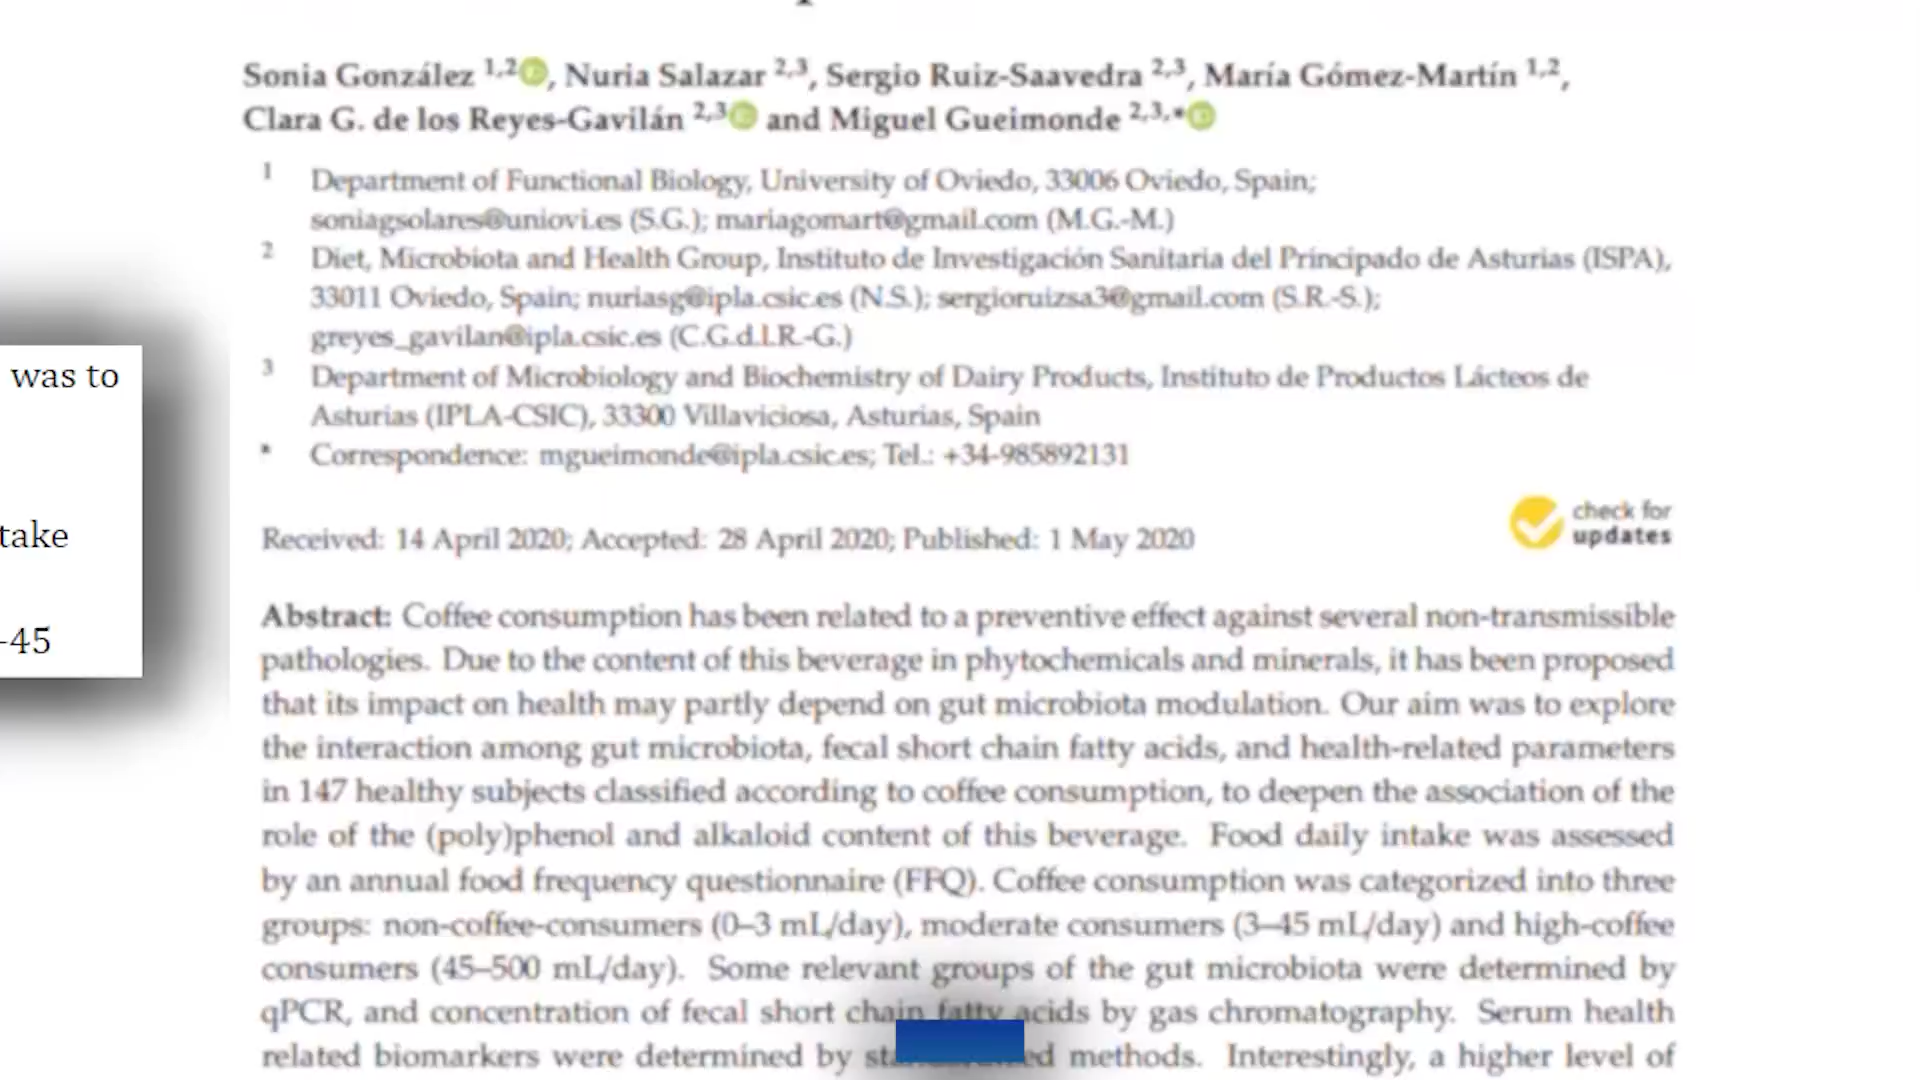 Sonia González 1,2, Nuria Salazar 2,3, Sergio Ruiz-Saavedra 2,3, María Gómez-Martín 1,2,
Clara G. de los Reyes-Gavilán 2,3 and Miguel Gueimonde 2,3,*
1 Department of Functional Biology, University of Oviedo, 33006 Oviedo, Spain;
soniagsolares@uniovi.es (S.G.); mariagomart@gmail.com (M.G.-M.)
2 Diet, Microbiota and Health Group, Instituto de Investigación Sanitaria del Principado de Asturias (ISPA),
33011 Oviedo, Spain; nuriasg@ipla.csic.es (N.S.); sergioruizsa3@gmail.com (S.R.-S.);
greyes_gavilan@ipla.csic.es (C.G.d.l.R.-G.)
3 Department of Microbiology and Biochemistry of Dairy Products, Instituto de Productos Lácteos de
Asturias (IPLA-CSIC), 33300 Villaviciosa, Asturias, Spain
* Correspondence: mgueimonde@ipla.csic.es; Tel.: +34-985892131
was to
take
-45
Received: 14 April 2020; Accepted: 28 April 2020; Published: 1 May 2020
check for
updates
Abstract: Coffee consumption has been related to a preventive effect against several non-transmissible
pathologies. Due to the content of this beverage in phytochemicals and minerals, it has been proposed
that its impact on health may partly depend on gut microbiota modulation. Our aim was to explore
the interaction among gut microbiota, fecal short chain fatty acids, and health-related parameters
in 147 healthy subjects classified according to coffee consumption, to deepen the association of the
role of the (poly)phenol and alkaloid content of this beverage. Food daily intake was assessed
by an annual food frequency questionnaire (FFQ). Coffee consumption was categorized into three
groups: non-coffee-consumers (0–3 mL/day), moderate consumers (3–45 mL/day) and high-coffee
consumers (45–500 mL/day). Some relevant groups of the gut microbiota were determined by
qPCR, and concentration of fecal short chain fatty acids by gas chromatography. Serum health
related biomarkers were determined by methods. Interestingly, a higher level of